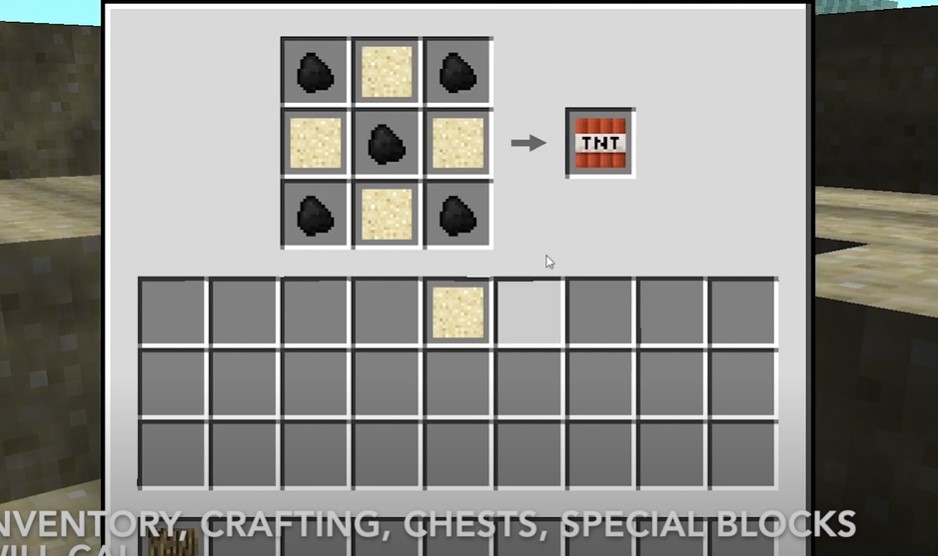 TNT
NVENTORY, CRAFTING, CHESTS, SPECIAL BLOCKS